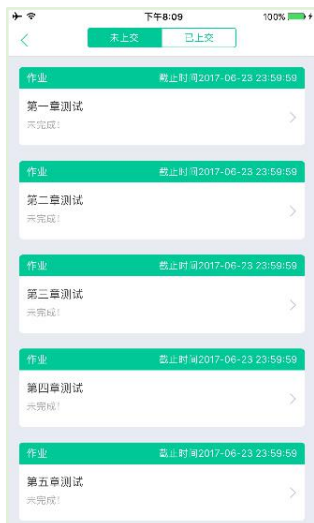 下午8:09
100%
未上交
已上交
作业 截止时间2017-06-23 23:59:59
第一章测试
未完成!
作业 截止时间2017-06-23 23:59:59
第二章测试
未完成!
作业 截止时间2017-06-23 23:59:59
第三章测试
未完成!
作业 截止时间2017-06-23 23:59:59
第四章测试
未完成!
作业 截止时间2017-06-23 23:59:59
第五章测试
未完成!